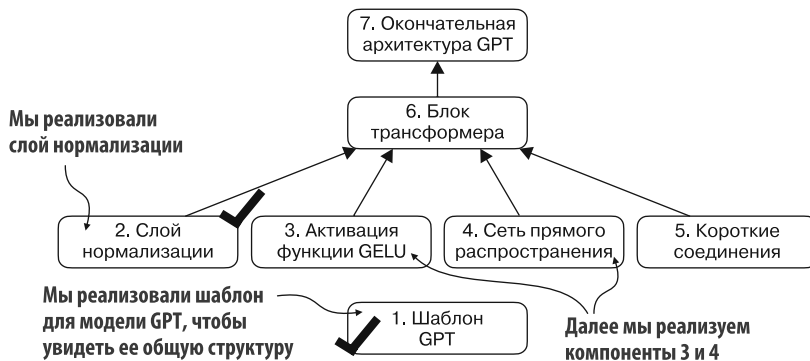 7. Окончательная
архитектура GPT
6. Блок
трансформера
Мы реализовали
слой нормализации
2. Слой
нормализации
3. Активация
функции GELU
4. Сеть прямого
распространения
5. Короткие
соединения
Мы реализовали шаблон
для модели GPT, чтобы
увидеть ее общую структуру
1. Шаблон
GPT
Далее мы реализуем
компоненты 3 и 4